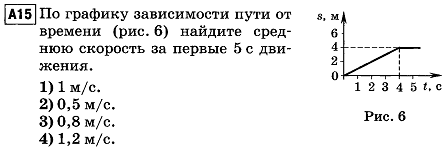 А15 По графику зависимости пути от
времени (рис. 6) найдите сред-
нюю скорость за первые 5 с дви-
жения.
1) 1 м/с.
2) 0,5 м/с.
3) 0,8 м/с.
4) 1,2 м/с.
s, м
6
4
2
0
1 2 3 4 5 t, с
Рис. 6